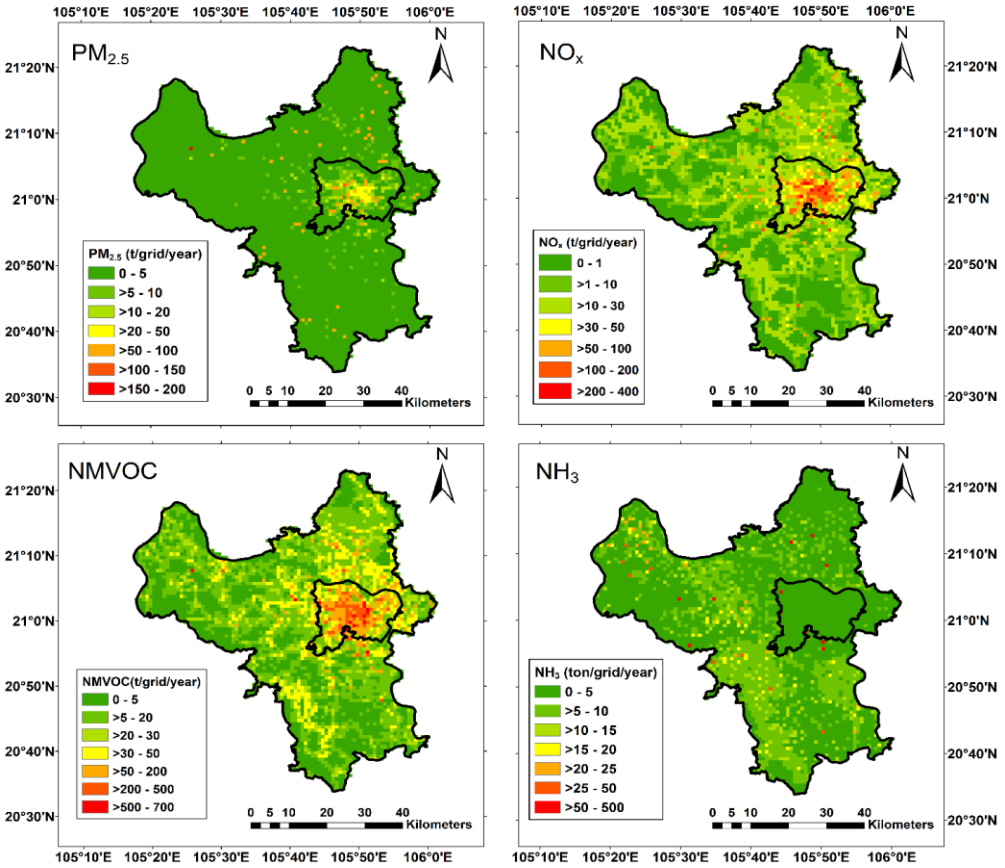 105°10'E 105°20'E 105°30'E 105°40'E 105°50'E 106°0'E
105°10'E 105°20'E 105°30'E 105°40'E 105°50'E 106°0'E
PM2.5
N
21°20'N
21°10'N
21°0'N
20°50'N
20°40'N
20°30'N
PM2.5 (t/grid/year)
0 - 5
>5 - 10
>10 - 20
>20 - 50
>50 - 100
>100 - 150
>150 - 200
0 5 10 20 30 40
Kilometers
NOx
N
21°20'N
21°10'N
21°0'N
20°50'N
20°40'N
20°30'N
NOx (t/grid/year)
0 - 1
>1 - 10
>10 - 30
>30 - 50
>50 - 100
>100 - 200
>200 - 400
0 5 10 20 30 40
Kilometers
NMVOC
N
21°20'N
21°10'N
21°0'N
20°50'N
20°40'N
20°30'N
NMVOC(t/grid/year)
0 - 5
>5 - 20
>20 - 30
>30 - 50
>50 - 200
>200 - 500
>500 - 700
0 5 10 20 30 40
Kilometers
NH3
N
21°20'N
21°10'N
21°0'N
20°50'N
20°40'N
20°30'N
NH3 (ton/grid/year)
0 - 5
>5 - 10
>10 - 15
>15 - 20
>20 - 25
>25 - 50
>50 - 500
0 5 10 20 30 40
Kilometers
105°10'E 105°20'E 105°30'E 105°40'E 105°50'E 106°0'E
105°10'E 105°20'E 105°30'E 105°40'E 105°50'E 106°0'E